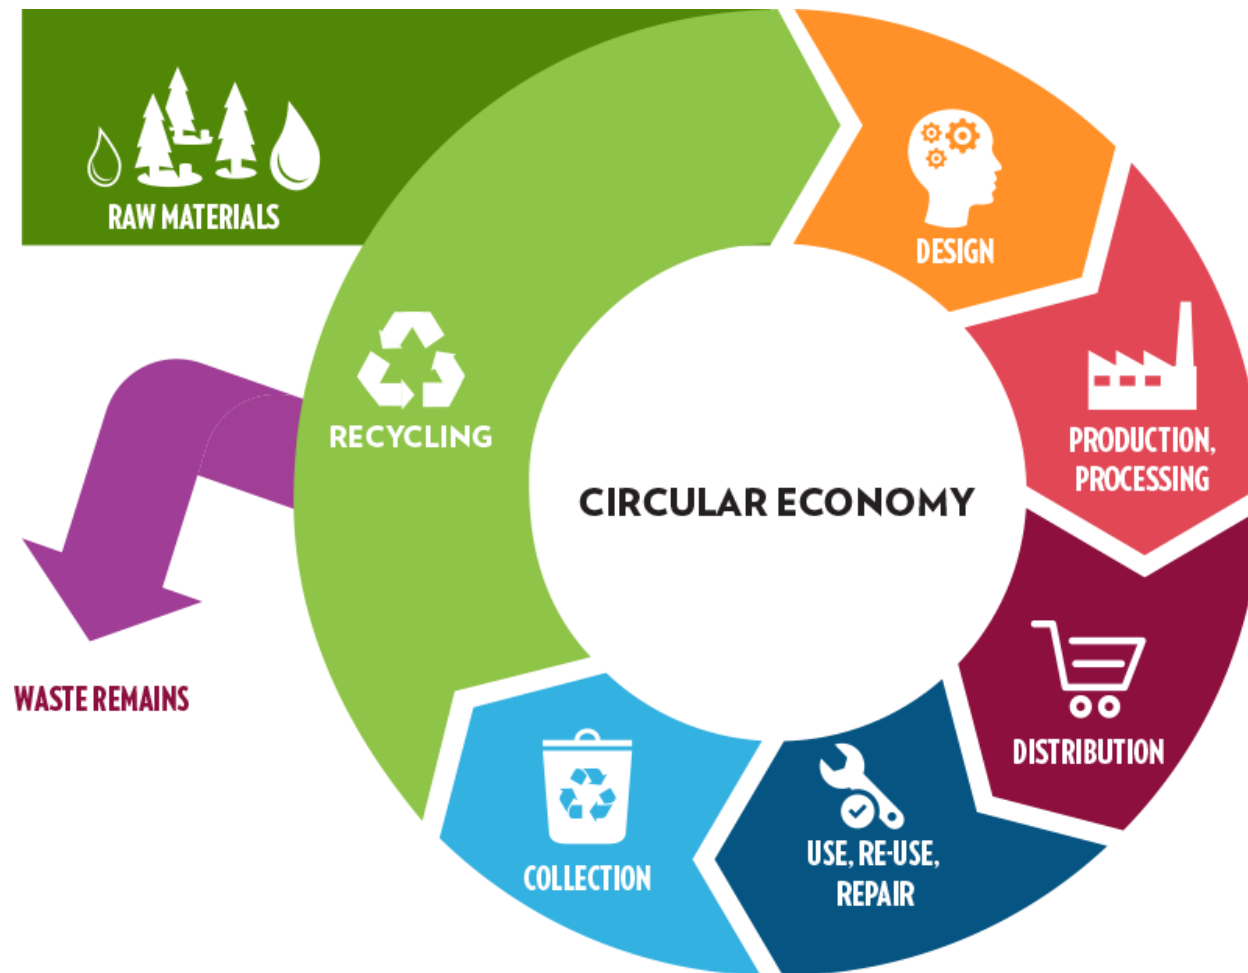 RAW MATERIALS
DESIGN
RECYCLING
PRODUCTION,
PROCESSING
CIRCULAR ECONOMY
WASTE REMAINS
DISTRIBUTION
USE, RE-USE,
REPAIR
COLLECTION